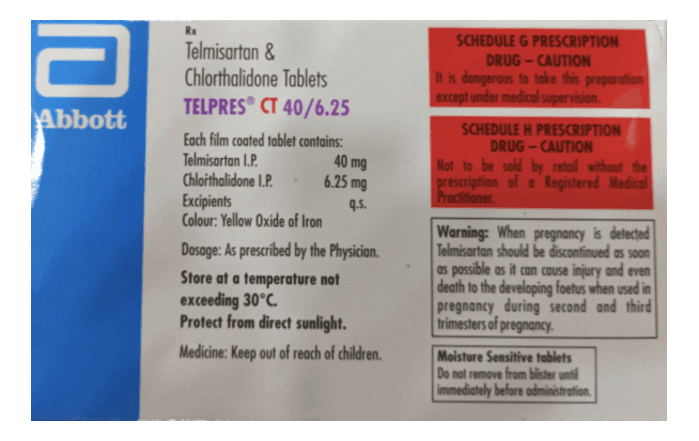 Abbott
Rx
Telmisartan &
Chlorthalidone Tablets
TELPRES® CT 40/6.25
Each film coated tablet contains:
Telmisartan I.P. 40 mg
Chlorthalidone I.P. 6.25 mg
Excipients q.s.
Colour: Yellow Oxide of Iron
Dosage: As prescribed by the Physician.
Store at a temperature not
exceeding 30°C.
Protect from direct sunlight.
Medicine: Keep out of reach of children.
SCHEDULE G PRESCRIPTION
DRUG – CAUTION
It is dangerous to take this preparation
except under medical supervision.
SCHEDULE H PRESCRIPTION
DRUG – CAUTION
Not to be sold by retail without the
prescription of a Registered Medical
Practitioner.
Warning: When pregnancy is detected
Telmisartan should be discontinued as soon
as possible as it can cause injury and even
death to the developing foetus when used in
pregnancy during second and third
trimesters of pregnancy.
Moisture Sensitive tablets
Do not remove from blister until
immediately before administration.